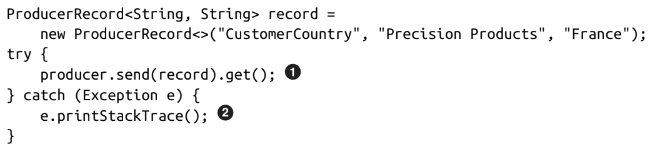 ProducerRecord<String, String> record =
    new ProducerRecord<>("CustomerCountry", "Precision Products", "France");
try {
    producer.send(record).get(); ❶
} catch (Exception e) {
    e.printStackTrace(); ❷
}